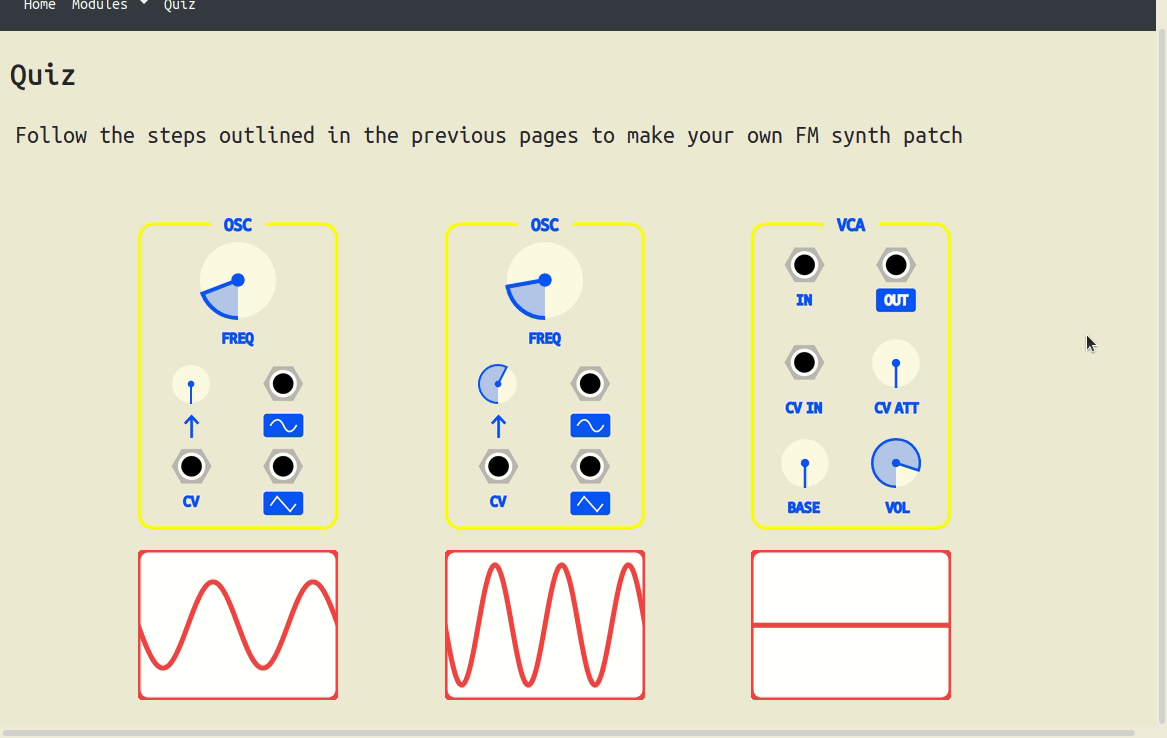 Home Modules Quiz
Quiz
Follow the steps outlined in the previous pages to make your own FM synth patch
OSC
FREQ
CV
OSC
FREQ
CV
VCA
IN OUT
CV IN CV ATT
BASE VOL